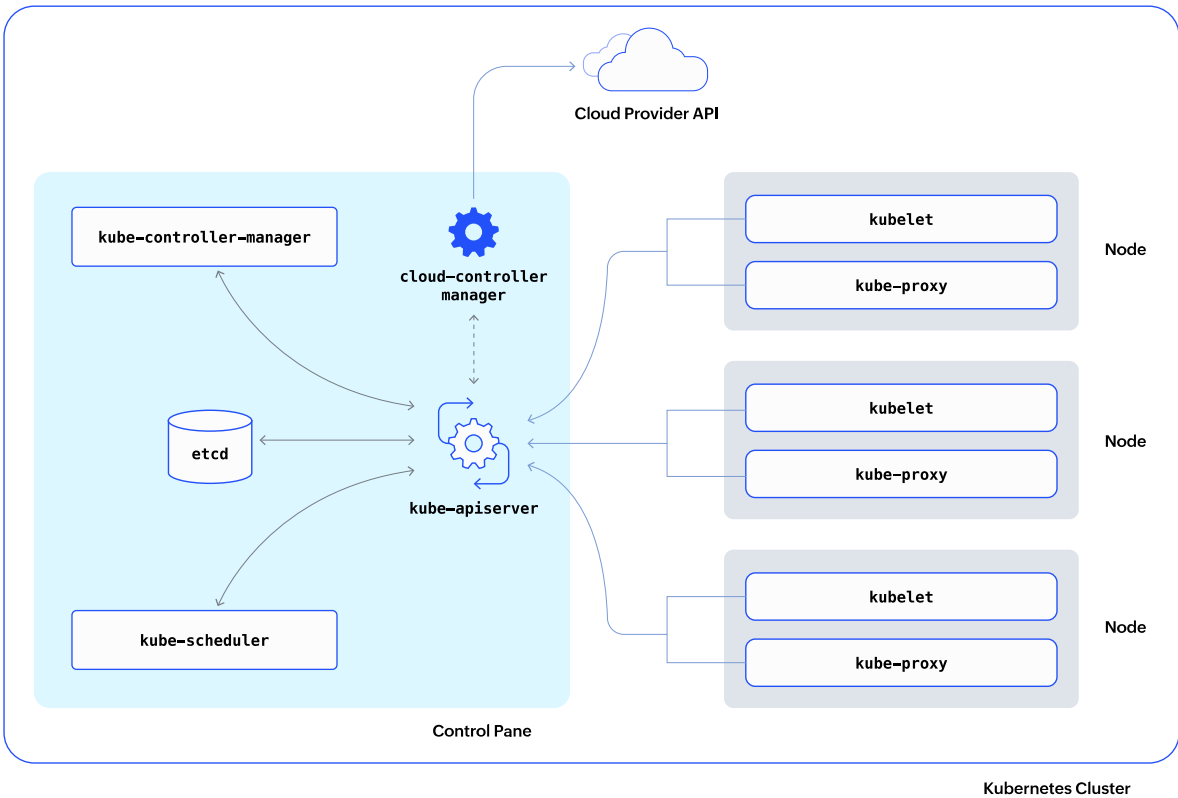 Cloud Provider API
kube-controller-manager
cloud-controller
manager
etcd
kube-apiserver
kube-scheduler
Control Pane
kubelet
kube-proxy
Node
kubelet
kube-proxy
Node
kubelet
kube-proxy
Node
Kubernetes Cluster